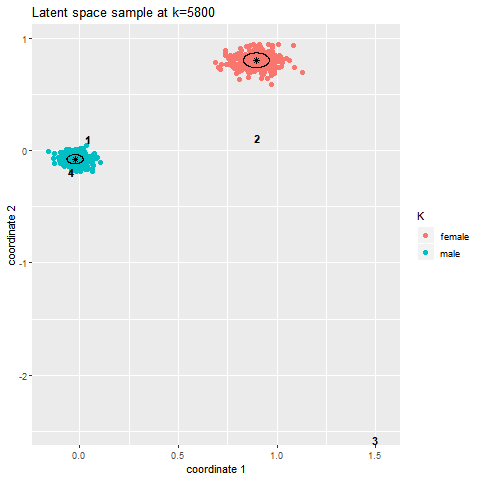 Latent space sample at k=5800
1
0
-1
-2
coordinate 2
1
2
4
3
0.0 0.5 1.0 1.5
coordinate 1
K
female
male